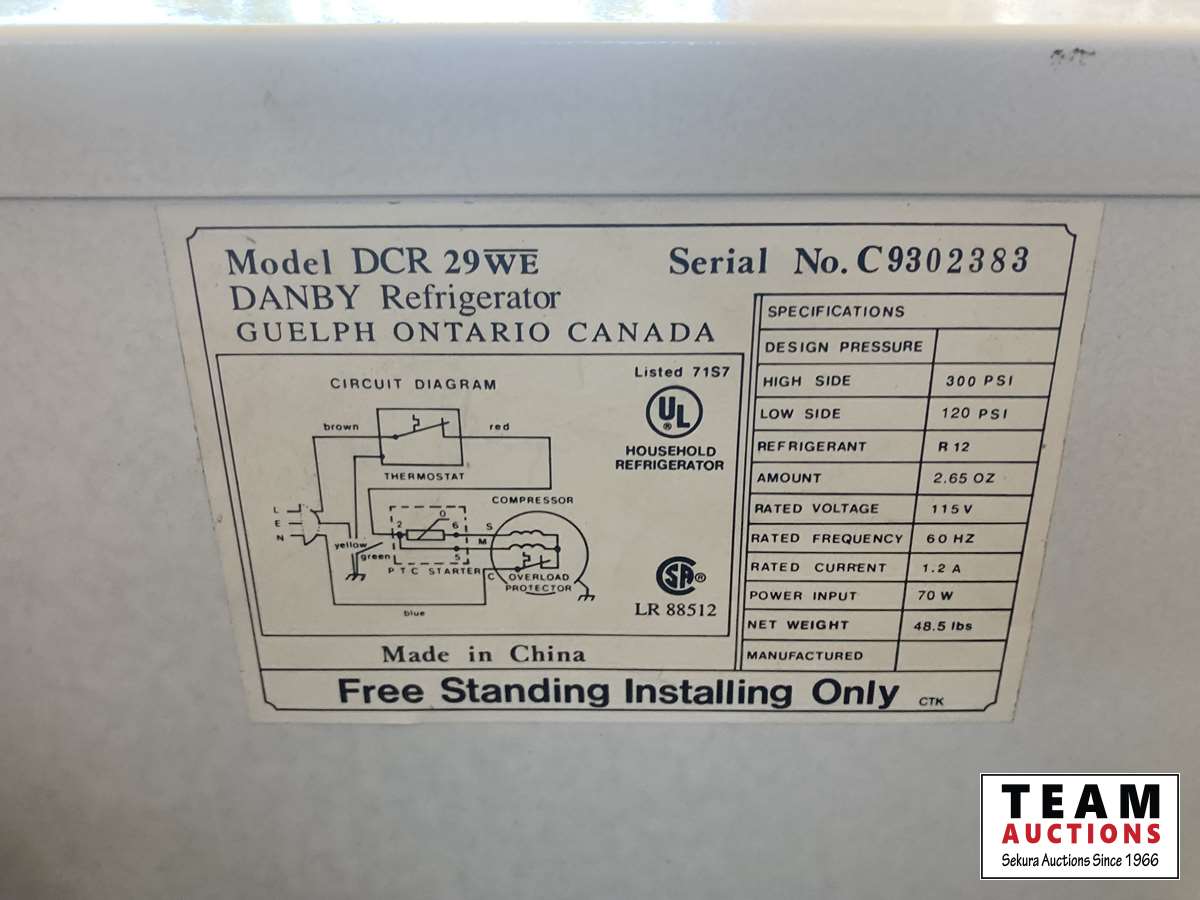 Model DCR 29WE
Serial No. C9302383
DANBY Refrigerator
GUELPH ONTARIO CANADA
CIRCUIT DIAGRAM
brown
red
THERMOSTAT
COMPRESSOR
L
E
N
yellow
green
2
0
6
5
S
M
C
PTC STARTER
OVERLOAD
PROTECTOR
blue
Listed 71S7
UL
®
HOUSEHOLD
REFRIGERATOR
SA®
LR 88512
SPECIFICATIONS
DESIGN PRESSURE
HIGH SIDE 300 PSI
LOW SIDE 120 PSI
REFRIGERANT R 12
AMOUNT 2.65 OZ
RATED VOLTAGE 115 V
RATED FREQUENCY 60 HZ
RATED CURRENT 1.2 A
POWER INPUT 70 W
NET WEIGHT 48.5 lbs
MANUFACTURED
Made in China
Free Standing Installing Only CTK
TEAM
AUCTIONS
Sekura Auctions Since 1966